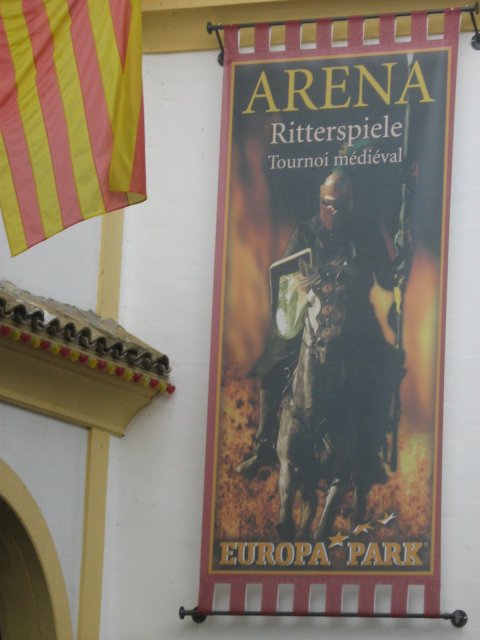 ARENA
Ritterspiele
Tournoi médiéval
EUROPA PARK